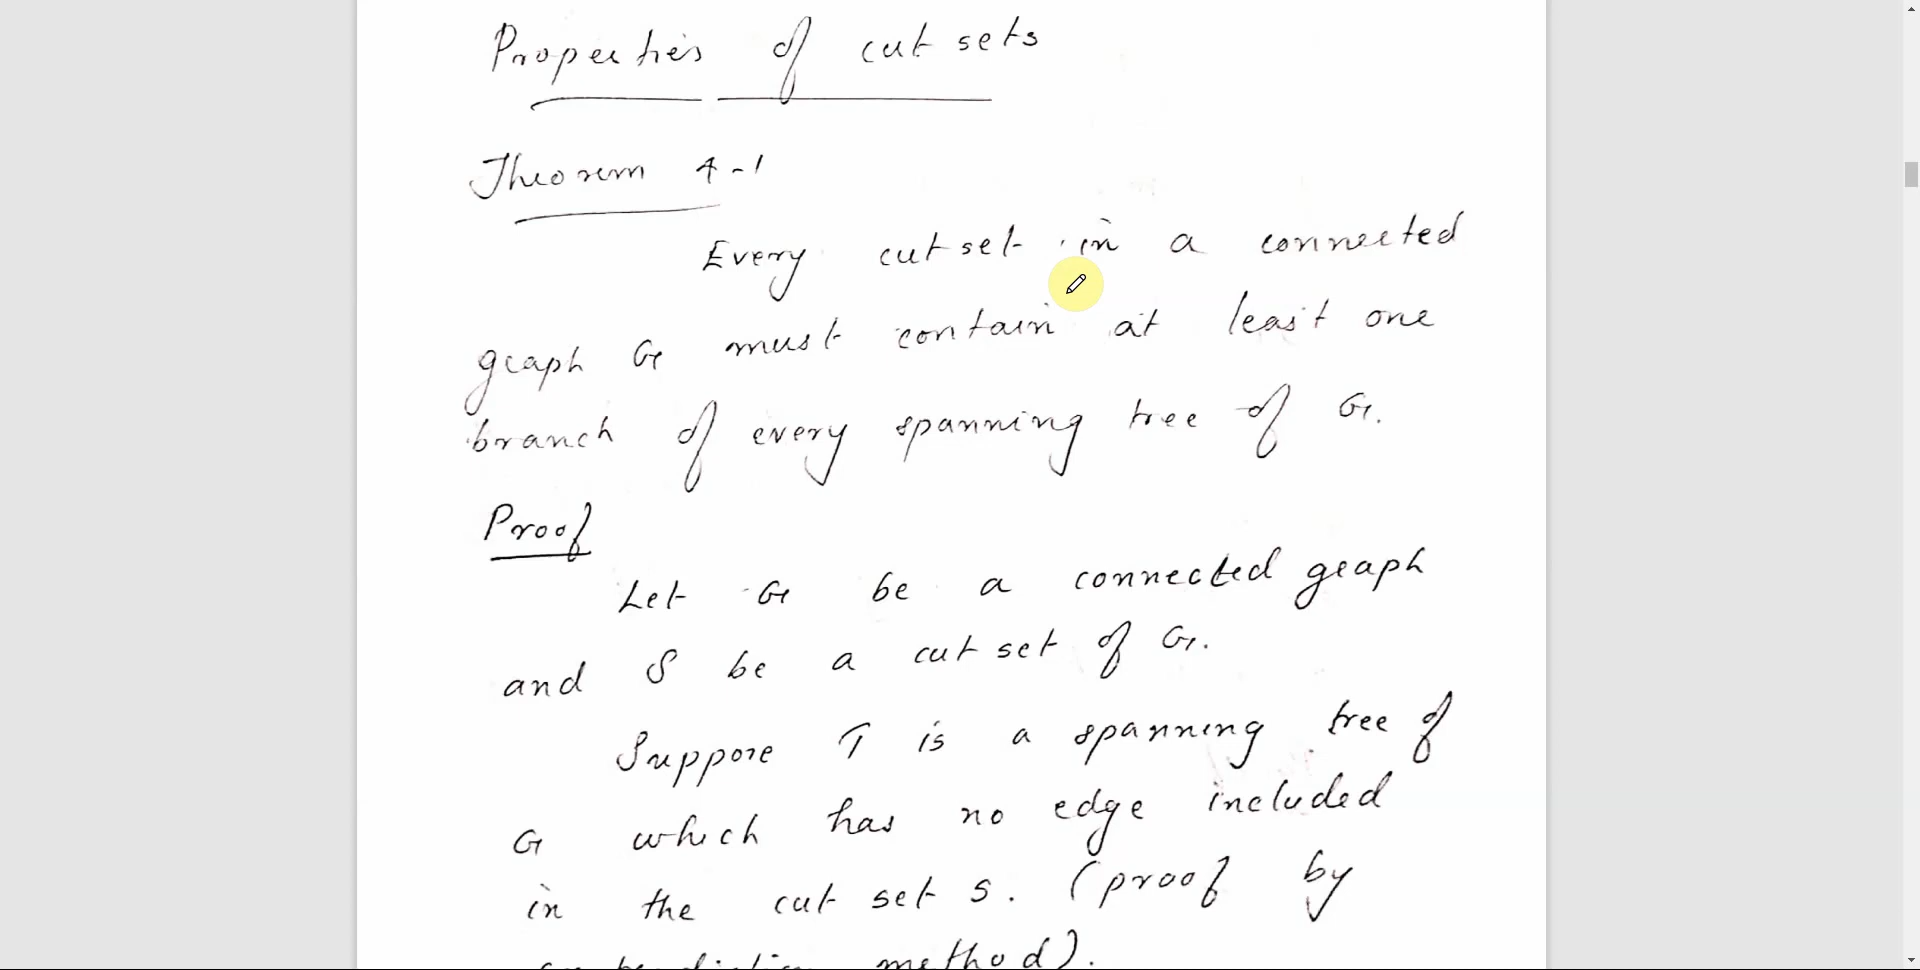 Properties of cut sets
Theorem 4-1
Every cut set in a connected
graph G must contain at least one
branch of every spanning tree of G.
Proof
Let G be a connected graph
and S be a cut set of G.
Suppose T is a spanning tree of
G which has no edge included
in the cut set S. (proof by
method).